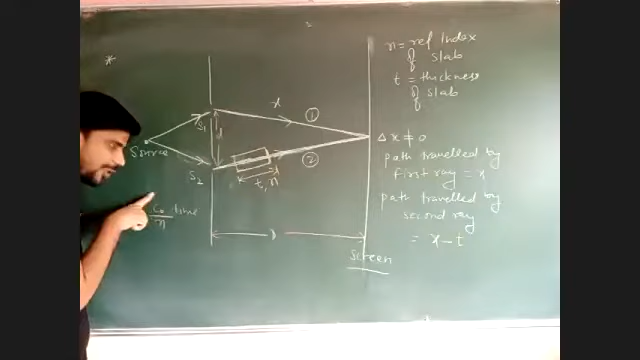 *
n = ref Index
of slab
t = thickness
of slab
Source
S₁
d
S₂
x
①
②
t, n
D
Screen
Δx ≠ 0
path travelled by
first ray = x
path travelled by
second ray
= x - t
n